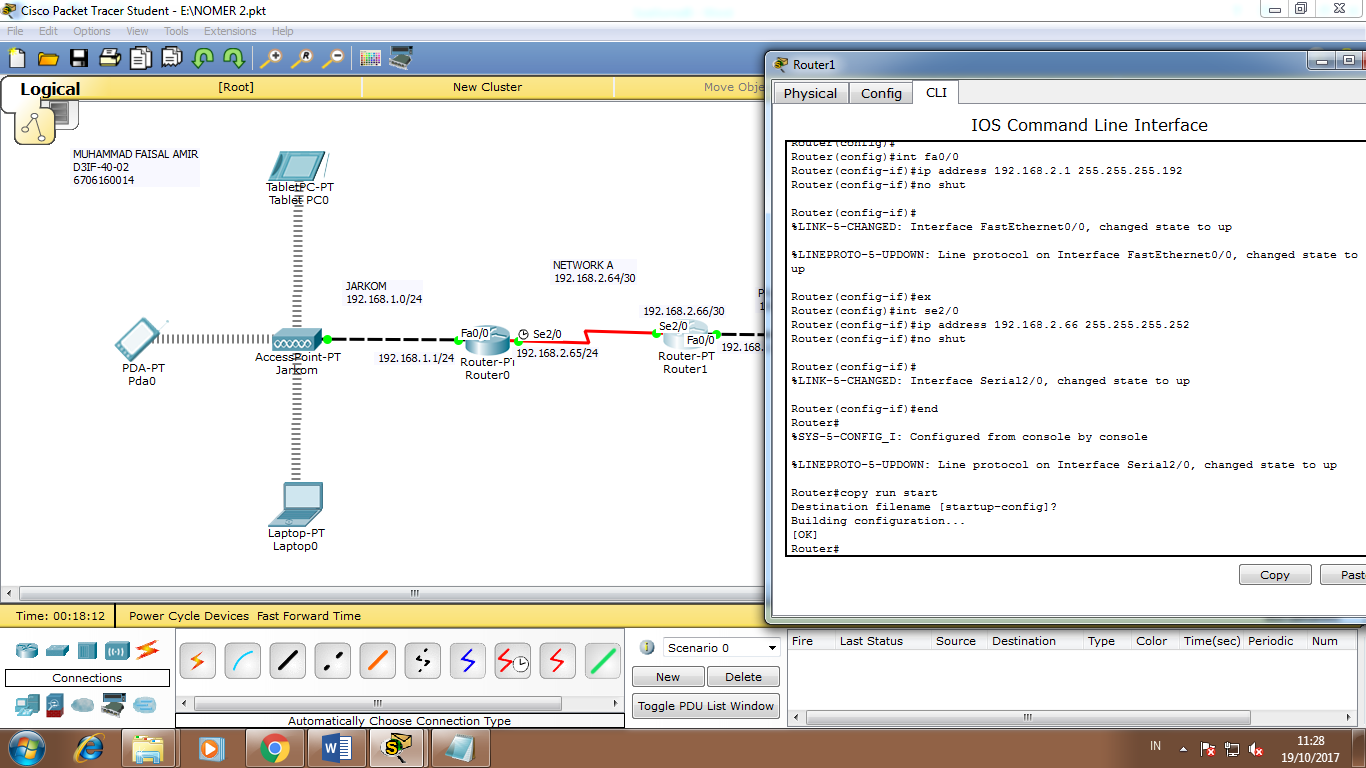 Cisco Packet Tracer Student - E:\NOMER 2.pkt
File Edit Options View Tools Extensions Help
Logical
[Root]
New Cluster
Move Obje
MUHAMMAD FAISAL AMIR
D3IF-40-02
6706160014
TabletPC-PT
Tablet PC0
NETWORK A
192.168.2.64/30
JARKOM
192.168.1.0/24
192.168.2.66/30
Fa0/0
Se2/0
Se2/0
Fa0/0
AccessPoint-PT
Jarkom
192.168.1.1/24
Router-PT
Router0
192.168.2.65/24
Router-PT
Router1
192.168.
PDA-PT
Pda0
Laptop-PT
Laptop0
Router1
Physical
Config
CLI
IOS Command Line Interface
Router(config)#
Router(config)#int fa0/0
Router(config-if)#ip address 192.168.2.1 255.255.255.192
Router(config-if)#no shut
Router(config-if)#
%LINK-5-CHANGED: Interface FastEthernet0/0, changed state to up
%LINEPROTO-5-UPDOWN: Line protocol on Interface FastEthernet0/0, changed state to
up
Router(config-if)#ex
Router(config)#int se2/0
Router(config-if)#ip address 192.168.2.66 255.255.255.252
Router(config-if)#no shut
Router(config-if)#
%LINK-5-CHANGED: Interface Serial2/0, changed state to up
Router(config-if)#end
Router#
%SYS-5-CONFIG_I: Configured from console by console
%LINEPROTO-5-UPDOWN: Line protocol on Interface Serial2/0, changed state to up
Router#copy run start
Destination filename [startup-config]?
Building configuration...
[OK]
Router#
Copy
Past
Time: 00:18:12
Power Cycle Devices Fast Forward Time
Connections
Automatically Choose Connection Type
Scenario 0
New
Delete
Toggle PDU List Window
Fire Last Status Source Destination Type Color Time(sec) Periodic Num
IN
11:28
19/10/2017